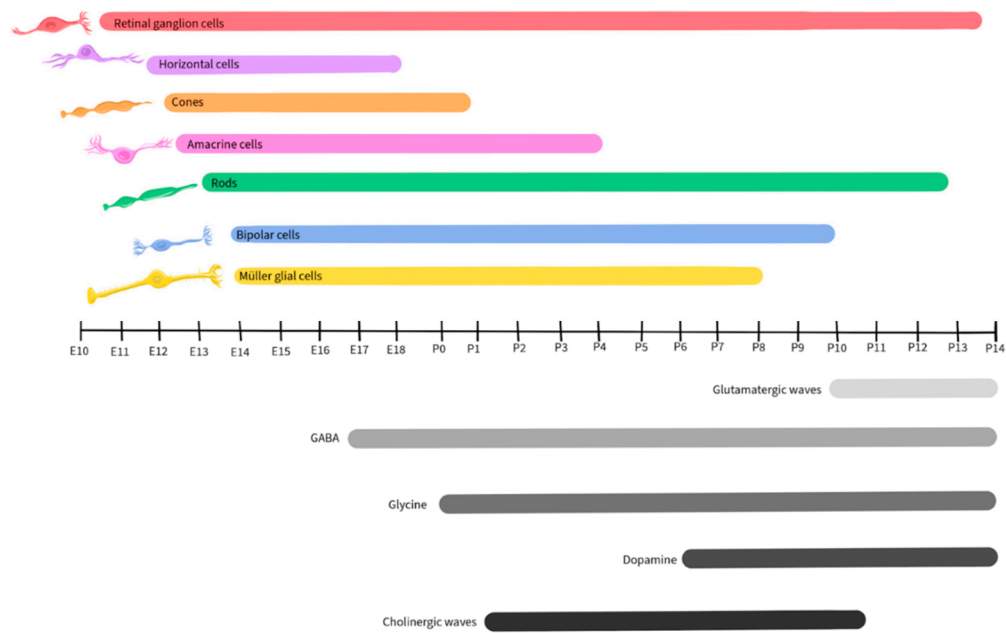 Retinal ganglion cells
Horizontal cells
Cones
Amacrine cells
Rods
Bipolar cells
Müller glial cells
E10 E11 E12 E13 E14 E15 E16 E17 E18 P0 P1 P2 P3 P4 P5 P6 P7 P8 P9 P10 P11 P12 P13 P14
Glutamatergic waves
GABA
Glycine
Dopamine
Cholinergic waves